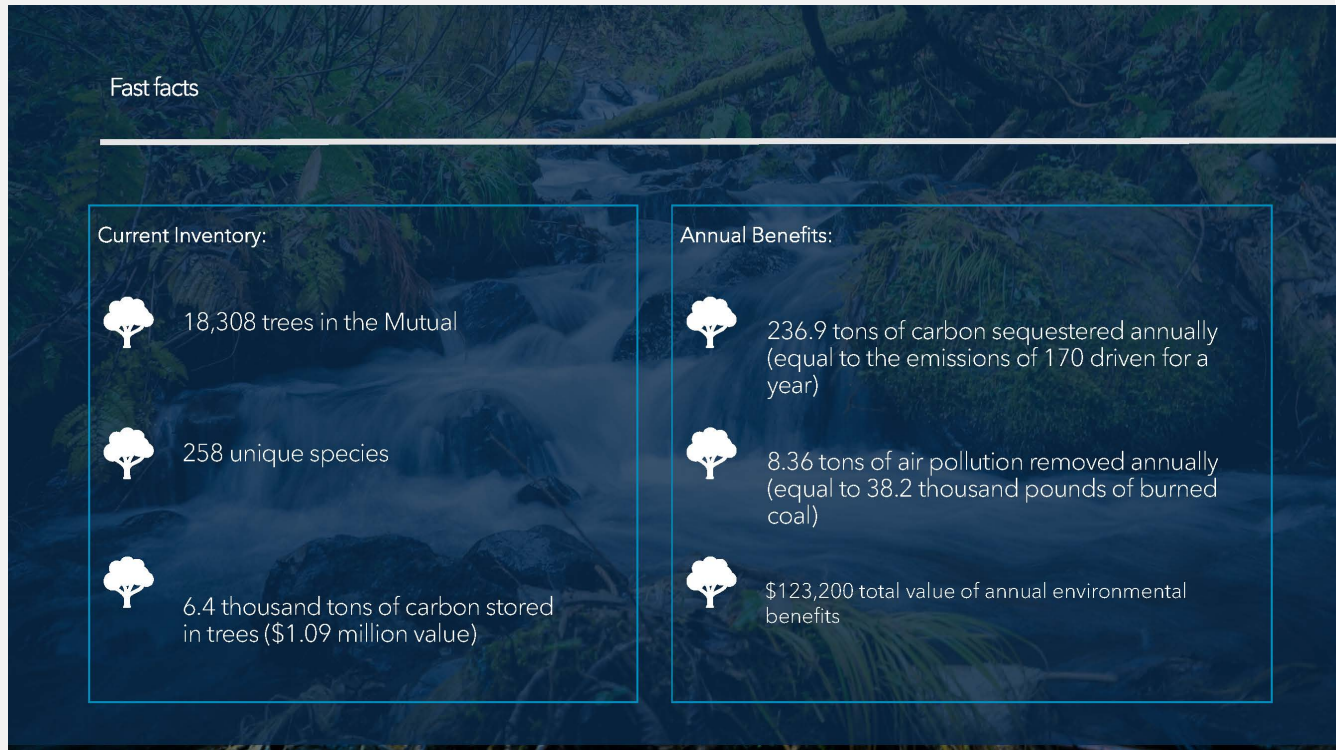 Fast facts
Current Inventory:
18,308 trees in the Mutual
258 unique species
6.4 thousand tons of carbon stored
in trees ($1.09 million value)
Annual Benefits:
236.9 tons of carbon sequestered annually
(equal to the emissions of 170 driven for a
year)
8.36 tons of air pollution removed annually
(equal to 38.2 thousand pounds of burned
coal)
$123,200 total value of annual environmental
benefits